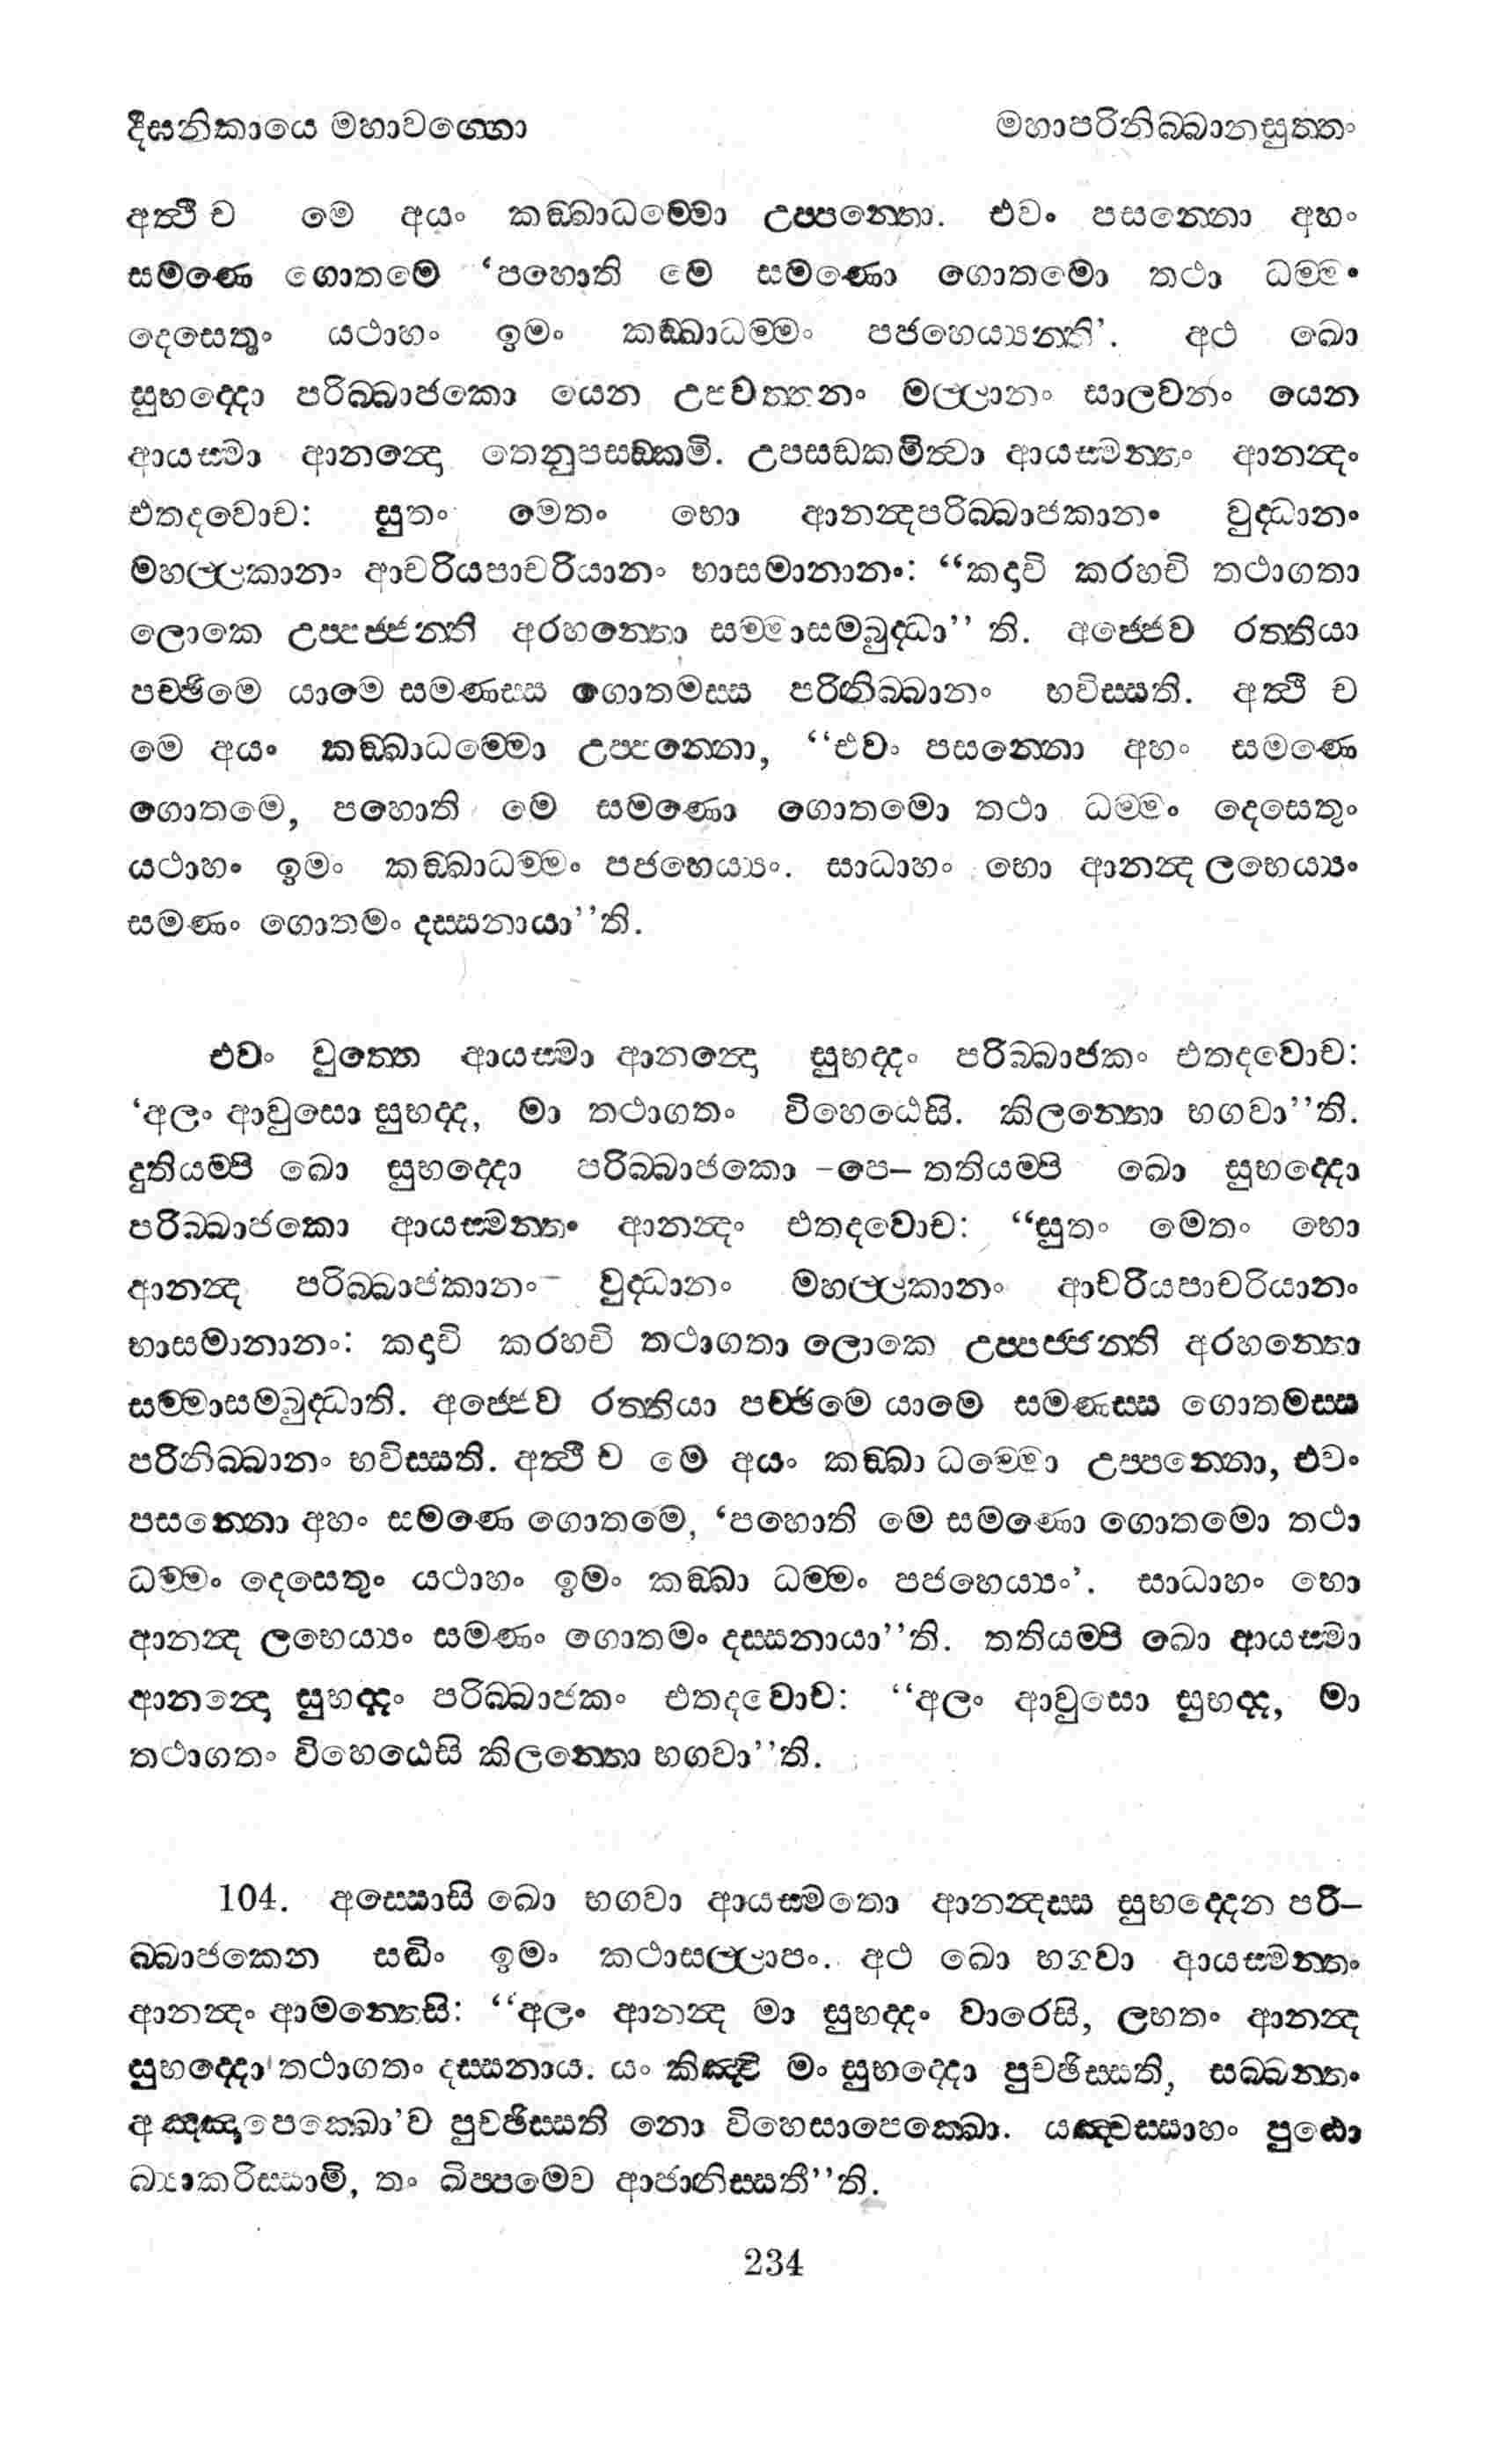 දීඝනිකායෙ මහාවග්ගො මහාපරිනිබ්බානසුත්තං
අත්ථි ච මෙ අයං කඞ්ඛාධම්මො උප්පන්නො. එවං පසන්නො අහං
සමණෙ ගොතමෙ ‘පහොති මෙ සමණො ගොතමො තථා ධම්මං
දෙසෙතුං යථාහං ඉමං කඞ්ඛාධම්මං පජහෙය්‍යන්ති’. අථ ඛො
සුභද්දො පරිබ්බාජකො යෙන උපවත්තනං මල්ලානං සාලවනං යෙන
ආයස්මා ආනන්දො තෙනුපසඞ්කමි. උපසඞ්කමිත්වා ආයස්මන්තං ආනන්දං
එතදවොච: සුතං මෙතං භො ආනන්දපරිබ්බාජකානං වුද්ධානං
මහල්ලකානං ආචරියපාචරියානං භාසමානානං: “කදාචි කරහචි තථාගතා
ලොකෙ උප්පජ්ජන්ති අරහන්තො සම්මාසම්බුද්ධා” ති. අජ්ජෙව රත්තියා
පච්ඡිමෙ යාමෙ සමණස්ස ගොතමස්ස පරිනිබ්බානං භවිස්සති. අත්ථි ච
මෙ අයං කඞ්ඛාධම්මො උප්පන්නො, “එවං පසන්නො අහං සමණෙ
ගොතමෙ, පහොති මෙ සමණො ගොතමො තථා ධම්මං දෙසෙතුං
යථාහං ඉමං කඞ්ඛාධම්මං පජහෙය්‍යං. සාධාහං භො ආනන්ද ලභෙය්‍යං
සමණං ගොතමං දස්සනායා”ති.
එවං වුත්තෙ ආයස්මා ආනන්දො සුභද්දං පරිබ්බාජකං එතදවොච:
‘අලං ආවුසො සුභද්ද, මා තථාගතං විහෙඨෙසි. කිලන්තො භගවා”ති.
දුතියම්පි ඛො සුභද්දො පරිබ්බාජකො –පෙ– තතියම්පි ඛො සුභද්දො
පරිබ්බාජකො ආයස්මන්තං ආනන්දං එතදවොච: “සුතං මෙතං භො
ආනන්ද පරිබ්බාජකානං වුද්ධානං මහල්ලකානං ආචරියපාචරියානං
භාසමානානං: කදාචි කරහචි තථාගතා ලොකෙ උප්පජ්ජන්ති අරහන්තො
සම්මාසම්බුද්ධාති. අජ්ජෙව රත්තියා පච්ඡිමෙ යාමෙ සමණස්ස ගොතමස්ස
පරිනිබ්බානං භවිස්සති. අත්ථි ච මෙ අයං කඞ්ඛා ධම්මො උප්පන්නො, එවං
පසන්නො අහං සමණෙ ගොතමෙ, ‘පහොති මෙ සමණො ගොතමො තථා
ධම්මං දෙසෙතුං යථාහං ඉමං කඞ්ඛා ධම්මං පජහෙය්‍යං’. සාධාහං භො
ආනන්ද ලභෙය්‍යං සමණං ගොතමං දස්සනායා”ති. තතියම්පි ඛො ආයස්මා
ආනන්දො සුභද්දං පරිබ්බාජකං එතදවොච: “අලං ආවුසො සුභද්ද, මා
තථාගතං විහෙඨෙසි කිලන්තො භගවා”ති.
104. අස්සොසි ඛො භගවා ආයස්මතො ආනන්දස්ස සුභද්දෙන පරි–
බ්බාජකෙන සද්ධිං ඉමං කථාසල්ලාපං. අථ ඛො භගවා ආයස්මන්තං
ආනන්දං ආමන්තෙසි: “අලං ආනන්ද මා සුභද්දං වාරෙසි, ලභතං ආනන්ද
සුභද්දො තථාගතං දස්සනාය. යං කිඤ්චි මං සුභද්දො පුච්ඡිස්සති, සබ්බන්තං
අඤ්ඤාපෙක්ඛො’ව පුච්ඡිස්සති නො විහෙසාපෙක්ඛො. යඤ්චස්සාහං පුට්ඨො
බ්‍යාකරිස්සාමි, තං ඛිප්පමෙව ආජානිස්සතී”ති.
234